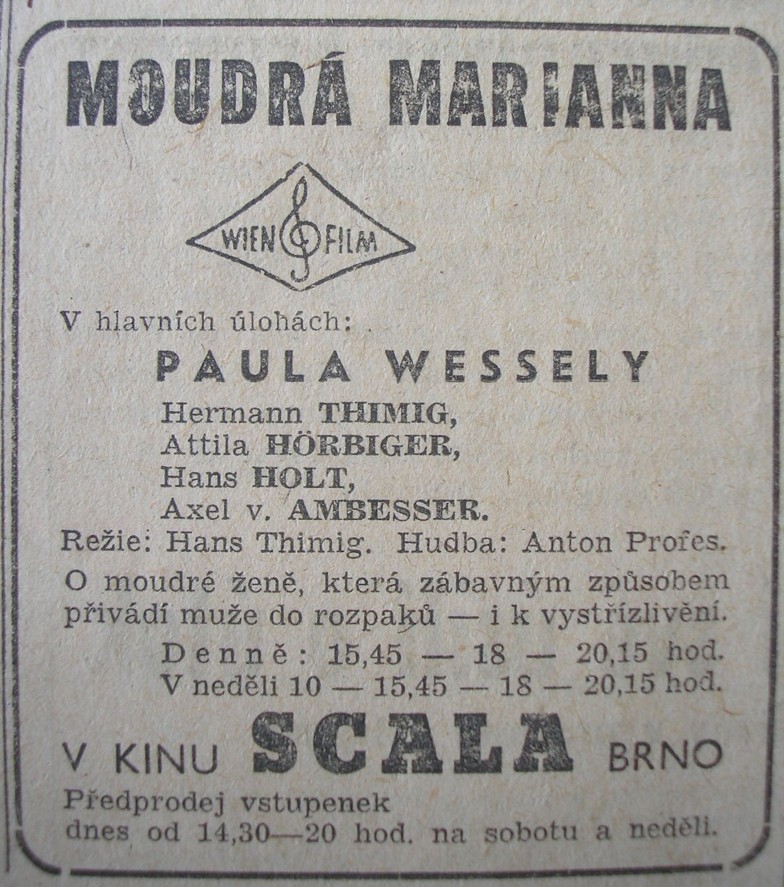 MOUDRÁ MARIANNA
WIEN FILM
V hlavních úlohách:
PAULA WESSELY
Hermann THIMIG,
Attila HÖRBIGER,
Hans HOLT,
Axel v. AMBESSER.
Režie: Hans Thimig. Hudba: Anton Profes.
O moudré ženě, která zábavným způsobem
přivádí muže do rozpaků — i k vystřízlivění.
Denně: 15,45 — 18 — 20,15 hod.
V neděli 10 — 15,45 — 18 — 20,15 hod.
V KINU SCALA BRNO
Předprodej vstupenek
dnes od 14,30—20 hod. na sobotu a neděli.